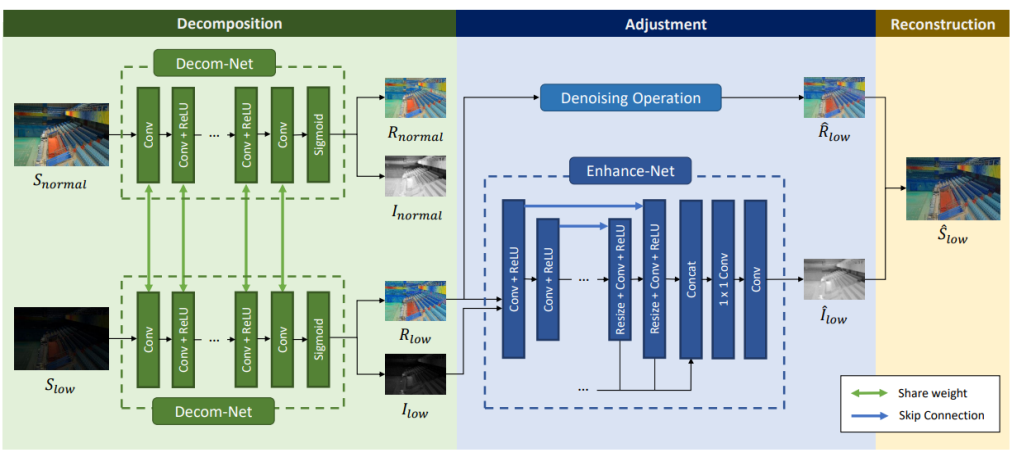 Decomposition
Adjustment
Reconstruction
Decom-Net
Conv
Conv + ReLU
...
Conv + ReLU
Conv
Sigmoid
S_normal
R_normal
I_normal
Denoising Operation
R̂_low
Enhance-Net
Conv + ReLU
Conv + ReLU
...
Resize + Conv + ReLU
Resize + Conv + ReLU
Concat
1 x 1 Conv
Conv
...
Î_low
Ŝ_low
Conv
Conv + ReLU
...
Conv + ReLU
Conv
Sigmoid
Decom-Net
S_low
R_low
I_low
Share weight
Skip Connection